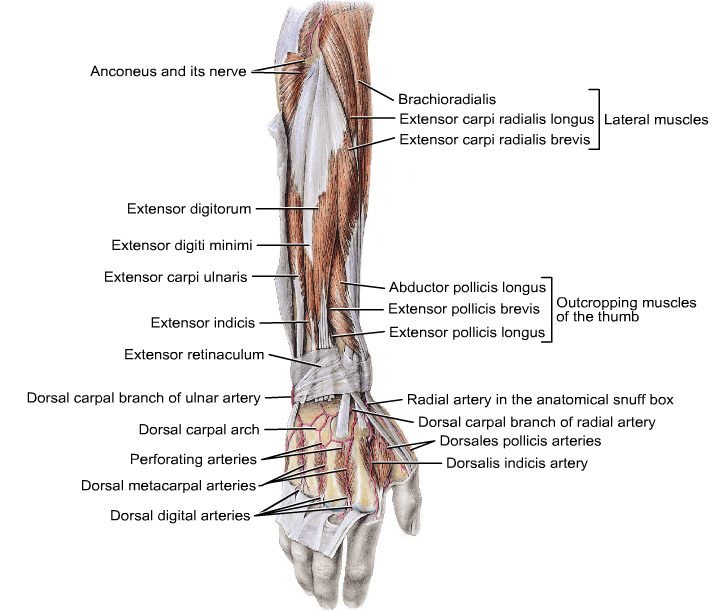 Anconeus and its nerve
Brachioradialis
Extensor carpi radialis longus
Extensor carpi radialis brevis
Lateral muscles
Extensor digitorum
Extensor digiti minimi
Extensor carpi ulnaris
Extensor indicis
Extensor retinaculum
Abductor pollicis longus
Extensor pollicis brevis
Extensor pollicis longus
Outcropping muscles
of the thumb
Dorsal carpal branch of ulnar artery
Dorsal carpal arch
Perforating arteries
Dorsal metacarpal arteries
Dorsal digital arteries
Radial artery in the anatomical snuff box
Dorsal carpal branch of radial artery
Dorsales pollicis arteries
Dorsalis indicis artery